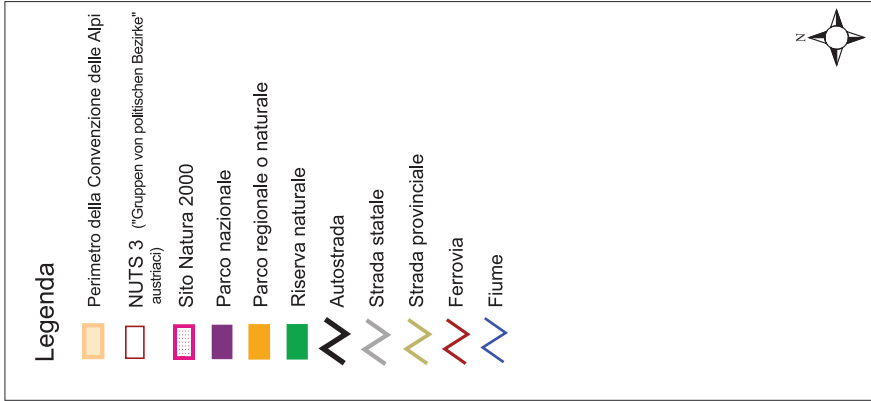 Legenda
Perimetro della Convenzione delle Alpi
NUTS 3 ("Gruppen von politischen Bezirke"
austriaci)
Sito Natura 2000
Parco nazionale
Parco regionale o naturale
Riserva naturale
Autostrada
Strada statale
Strada provinciale
Ferrovia
Fiume
N